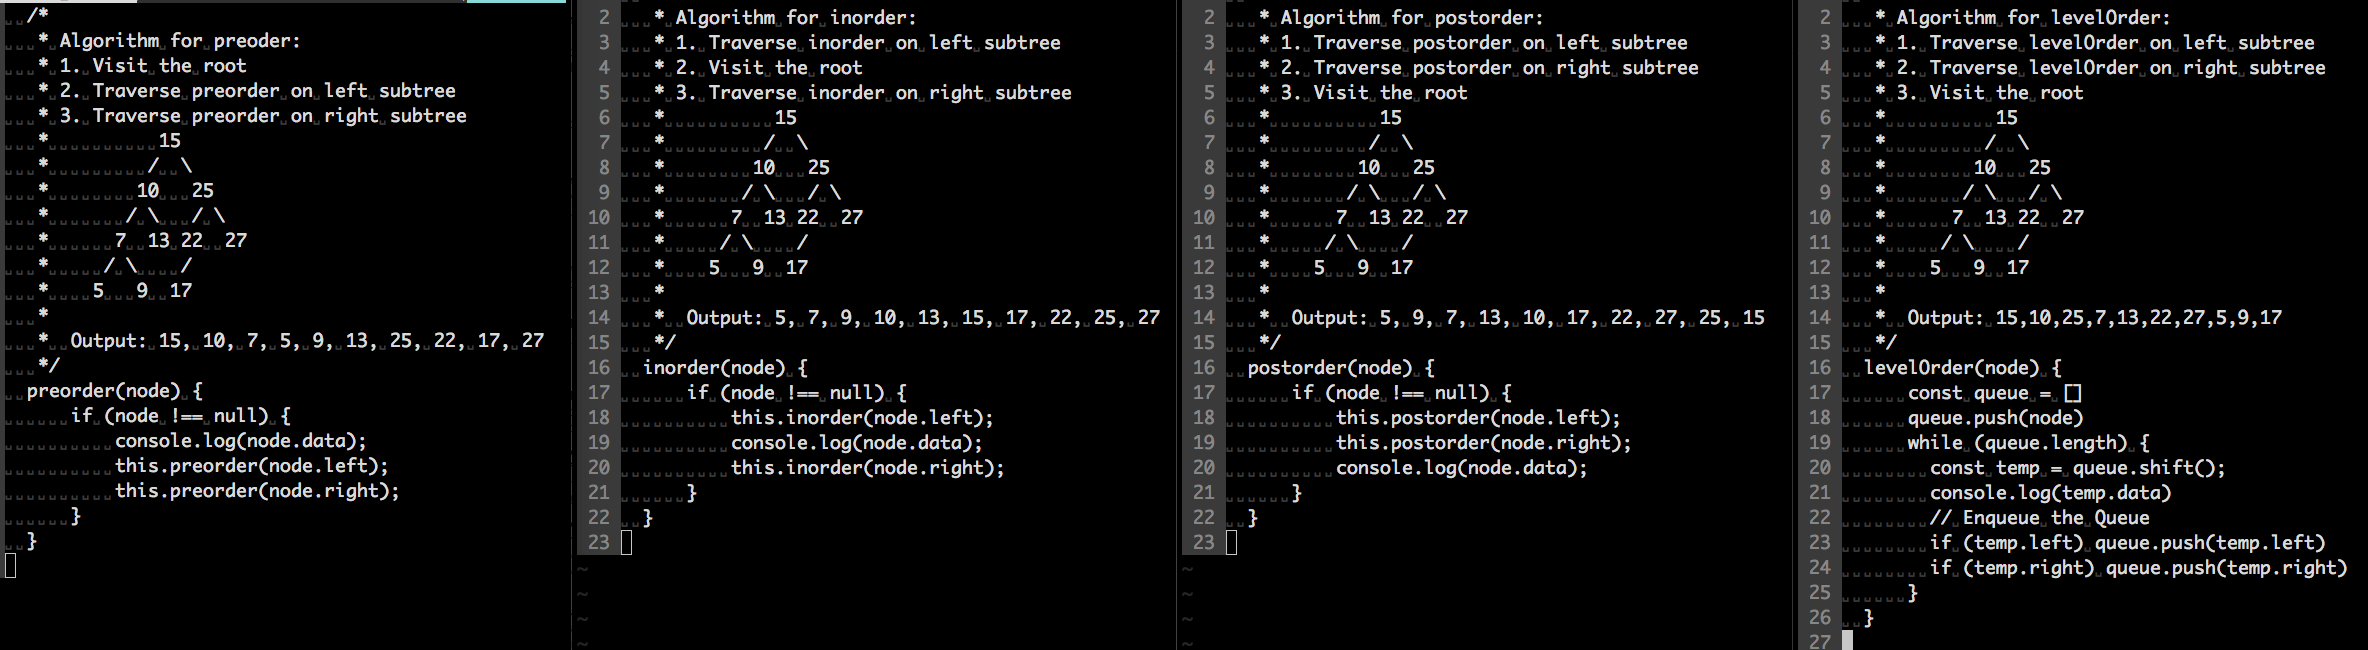 /*
* Algorithm for preoder:
* 1. Visit the root
* 2. Traverse preorder on left subtree
* 3. Traverse preorder on right subtree
*          15
*         / \
*        10   25
*       / \   / \
*      7  13 22  27
*     / \    /
*    5   9  17
*
*  Output: 15, 10, 7, 5, 9, 13, 25, 22, 17, 27
*/
preorder(node) {
    if (node !== null) {
        console.log(node.data);
        this.preorder(node.left);
        this.preorder(node.right);
    }
}
2 * Algorithm for inorder:
3 * 1. Traverse inorder on left subtree
4 * 2. Visit the root
5 * 3. Traverse inorder on right subtree
6 *          15
7 *         / \
8 *        10   25
9 *       / \   / \
10 *      7  13 22  27
11 *     / \    /
12 *    5   9  17
13 *
14 *  Output: 5, 7, 9, 10, 13, 15, 17, 22, 25, 27
15 */
16 inorder(node) {
17     if (node !== null) {
18         this.inorder(node.left);
19         console.log(node.data);
20         this.inorder(node.right);
21     }
22 }
23
~
~
~
~
2 * Algorithm for postorder:
3 * 1. Traverse postorder on left subtree
4 * 2. Traverse postorder on right subtree
5 * 3. Visit the root
6 *          15
7 *         / \
8 *        10   25
9 *       / \   / \
10 *      7  13 22  27
11 *     / \    /
12 *    5   9  17
13 *
14 *  Output: 5, 9, 7, 13, 10, 17, 22, 27, 25, 15
15 */
16 postorder(node) {
17     if (node !== null) {
18         this.postorder(node.left);
19         this.postorder(node.right);
20         console.log(node.data);
21     }
22 }
23
~
~
~
~
2 * Algorithm for levelOrder:
3 * 1. Traverse levelOrder on left subtree
4 * 2. Traverse levelOrder on right subtree
5 * 3. Visit the root
6 *          15
7 *         / \
8 *        10   25
9 *       / \   / \
10 *      7  13 22  27
11 *     / \    /
12 *    5   9  17
13 *
14 *  Output: 15,10,25,7,13,22,27,5,9,17
15 */
16 levelOrder(node) {
17     const queue = []
18     queue.push(node)
19     while (queue.length) {
20       const temp = queue.shift();
21       console.log(temp.data)
22       // Enqueue the Queue
23       if (temp.left) queue.push(temp.left)
24       if (temp.right) queue.push(temp.right)
25     }
26 }
27